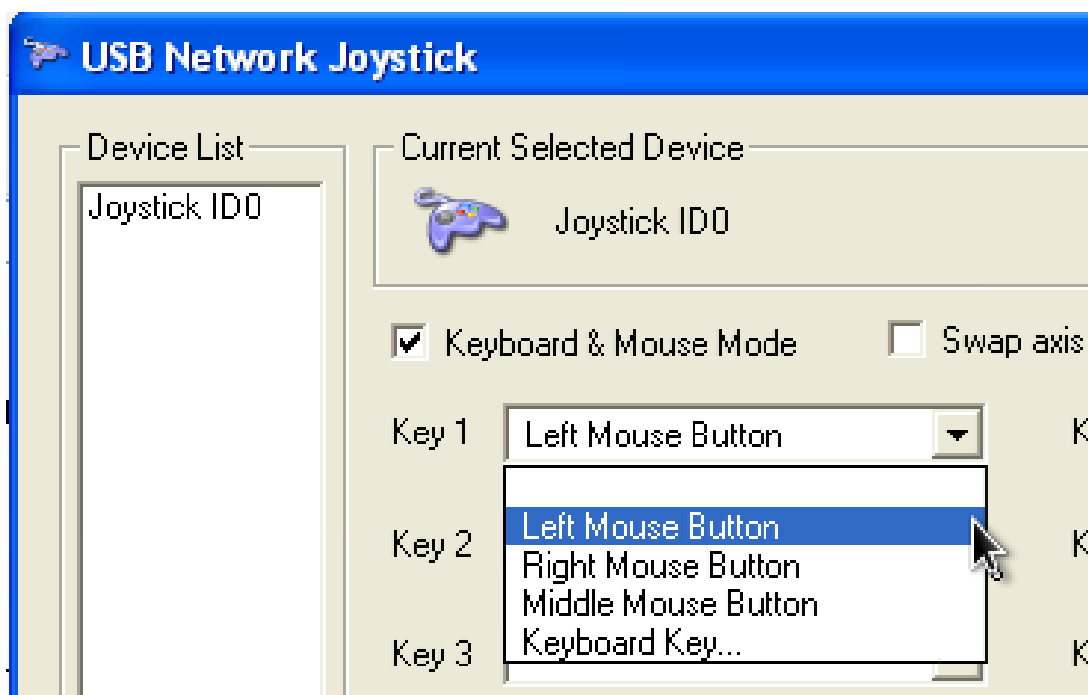 USB Network Joystick
Device List
Joystick ID0
Current Selected Device
Joystick ID0
Keyboard & Mouse Mode
Swap axis
Key 1
Left Mouse Button
Left Mouse Button
Key 2
Right Mouse Button
Middle Mouse Button
Key 3
Keyboard Key...